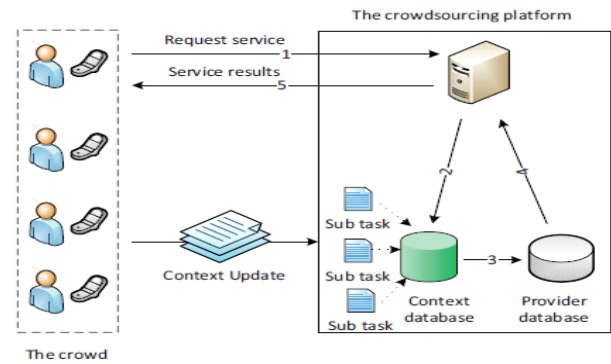 The crowdsourcing platform
Request service
1
Service results
5
2
4
Sub task
Sub task
Sub task
3
Context Update
Context
database
Provider
database
The crowd